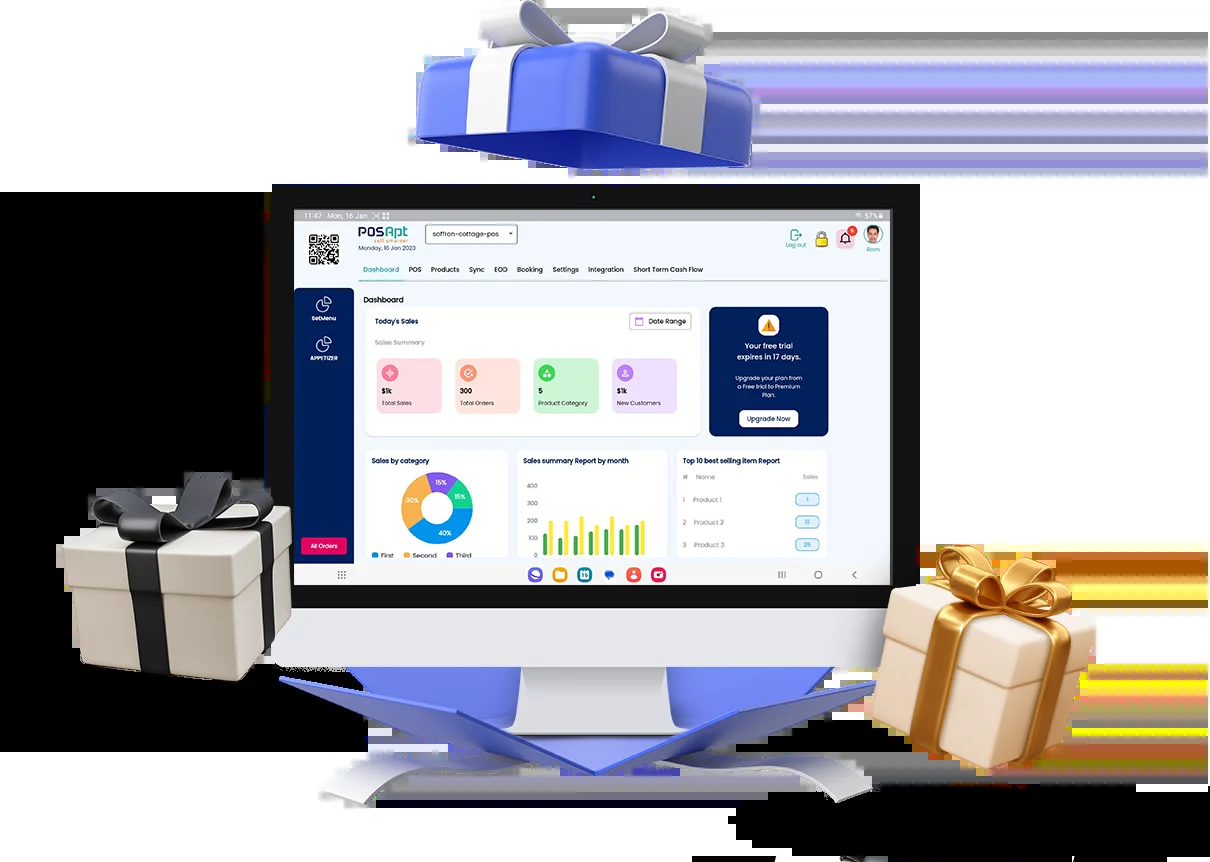 11:47 Mon, 16 Jan
57%
POSApt
sell smarter
Monday, 16 Jan 2023
saffron-cottage-pos
Log out
Ram
Dashboard POS Products Sync EOD Booking Settings Integration Short Term Cash Flow
SetMenu
APPETIZER
All Orders
Dashboard
Today's Sales
Date Range
Sales Summary
$1k
Total Sales
300
Total Orders
5
Product Category
$1k
New Customers
Your free trial
expires in 17 days.
Upgrade your plan from
a Free trial to Premium
Plan.
Upgrade Now
Sales by category
15%
15%
30%
40%
First Second Third
Sales summary Report by month
400
300
200
100
0
Top 10 best selling item Report
# Name Sales
1 Product 1
2 Product 2 13
3 Product 3 25
15